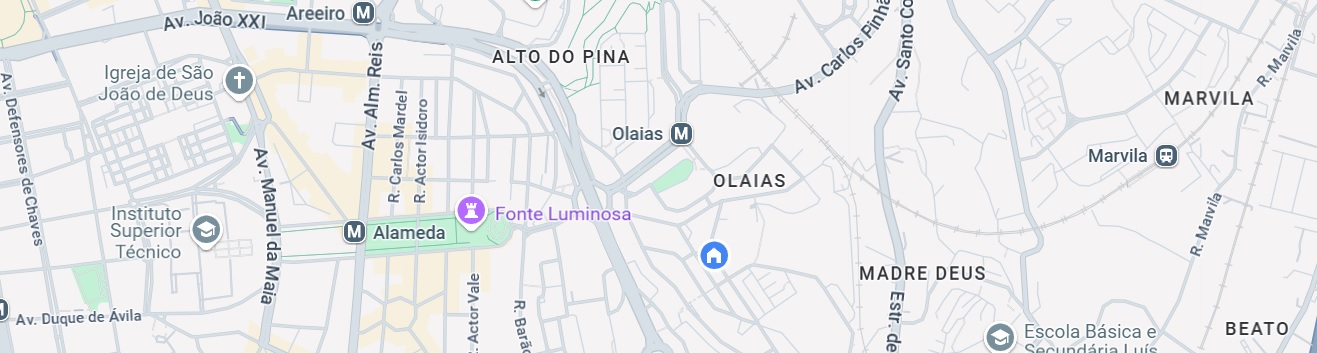 Areeiro M
Av. João XXI
Av. Carlos Pinh
Av. Santo Co
R. Marvila
ALTO DO PINA
Igreja de São
João de Deus
Av. Alm. Reis
MARVILA
Av. Defensores de Chaves
R. Carlos Mardel
R. Actor Isidoro
Olaias M
Marvila
OLAIAS
Av. Manuel da Maia
Instituto
Superior
Técnico
Fonte Luminosa
M Alameda
R. Marvila
MADRE DEUS
R. Actor Vale
R. Barão
Estr. de
Av. Duque de Ávila
BEATO
Escola Básica e
Secundária Luís